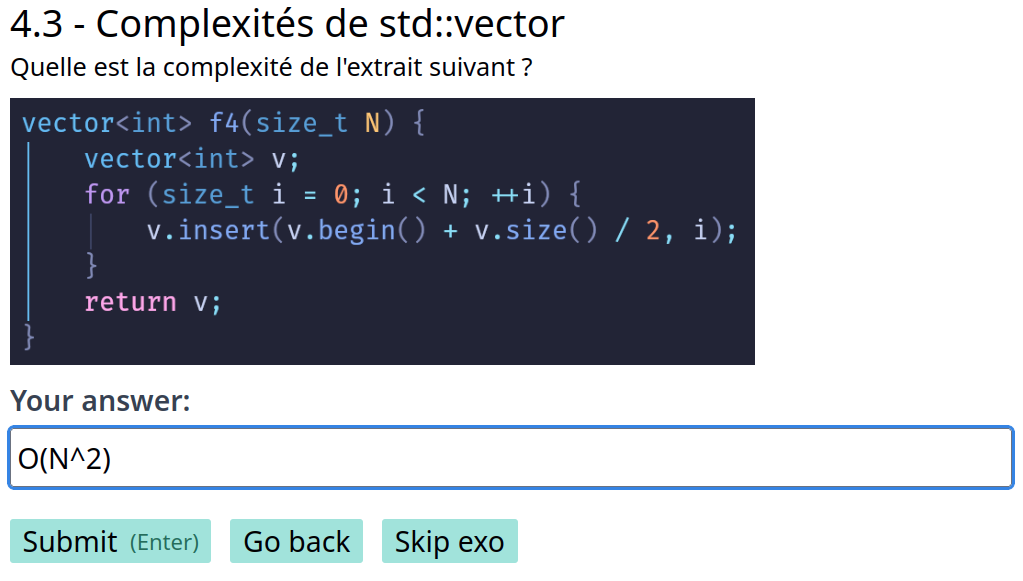 4.3 - Complexités de std::vector
Quelle est la complexité de l'extrait suivant ?
vector<int> f4(size_t N) {
    vector<int> v;
    for (size_t i = 0; i < N; ++i) {
        v.insert(v.begin() + v.size() / 2, i);
    }
    return v;
}
Your answer:
O(N^2)
Submit (Enter) Go back Skip exo